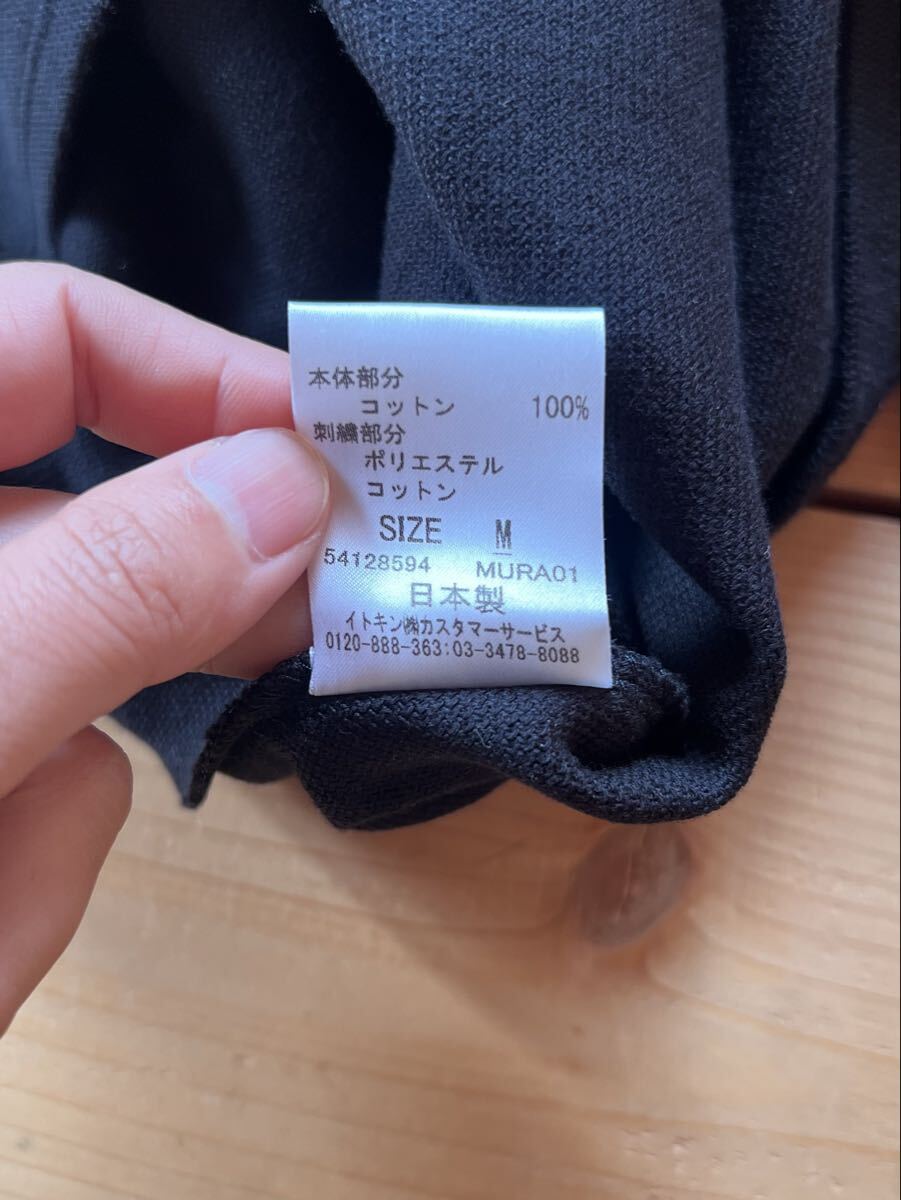 本体部分
コットン 100%
刺繍部分
ポリエステル
コットン
SIZE M
54128594 MURA01
日本製
イトキン㈱カスタマーサービス
0120-888-363:03-3478-8088